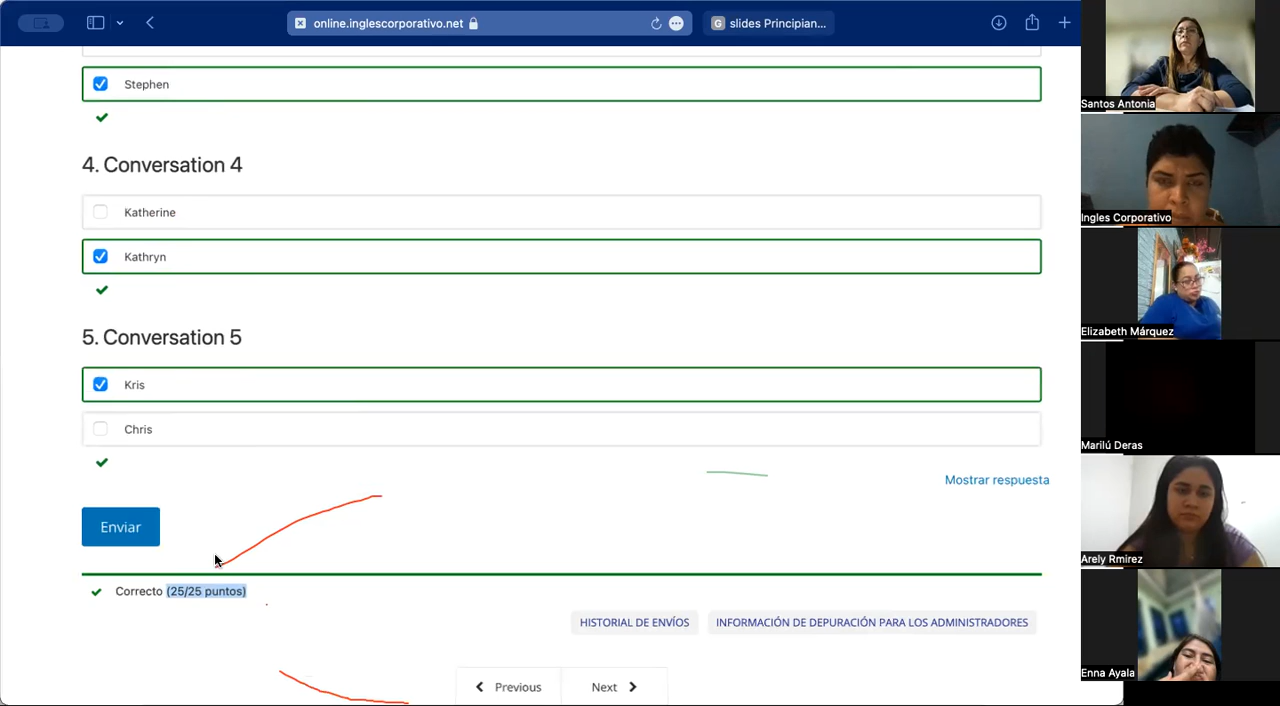 online.inglescorporativo.net
G slides Principian...
Stephen
4. Conversation 4
Katherine
Kathryn
5. Conversation 5
Kris
Chris
Mostrar respuesta
Enviar
Correcto (25/25 puntos)
HISTORIAL DE ENVÍOS
INFORMACIÓN DE DEPURACIÓN PARA LOS ADMINISTRADORES
Previous
Next
Santos Antonia
Ingles Corporativo
Elizabeth Márquez
Marilú Deras
Arely Rmirez
Enna Ayala